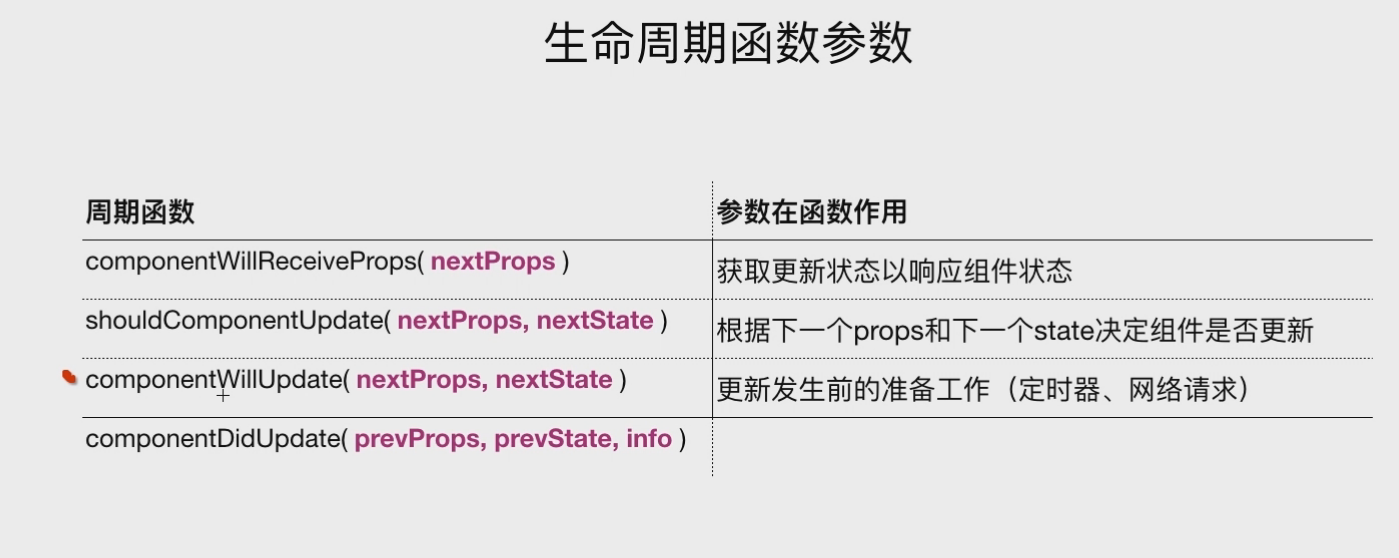 生命周期函数参数
周期函数
参数在函数作用
componentWillReceiveProps( nextProps )
获取更新状态以响应组件状态
shouldComponentUpdate( nextProps, nextState )
根据下一个props和下一个state决定组件是否更新
componentWillUpdate( nextProps, nextState )
更新发生前的准备工作（定时器、网络请求）
componentDidUpdate( prevProps, prevState, info )